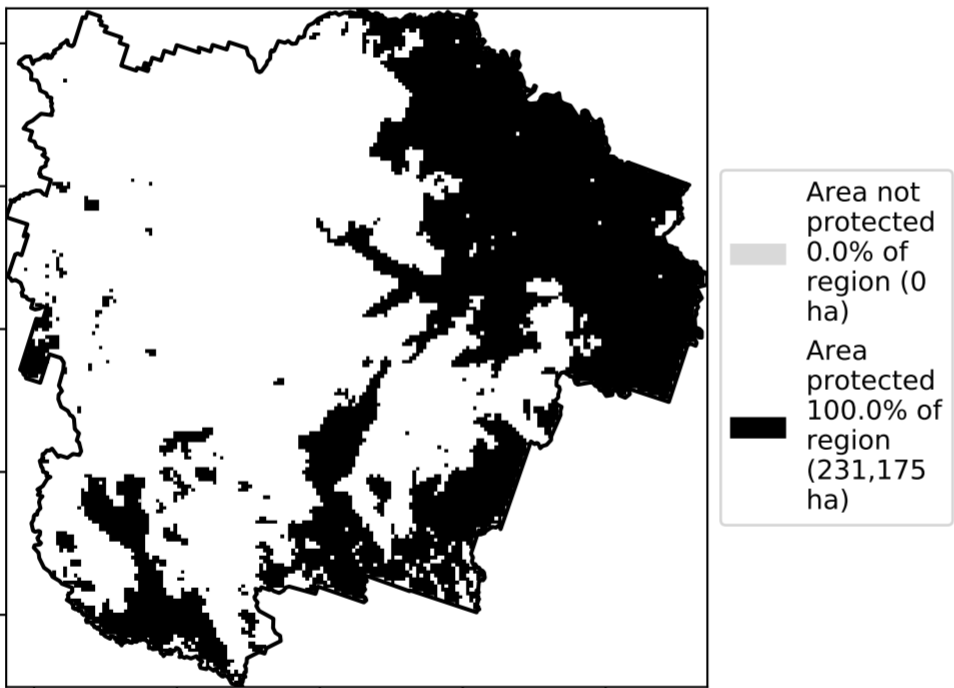 Area not
protected
0.0% of
region (0
ha)
Area
protected
100.0% of
region
(231,175
ha)